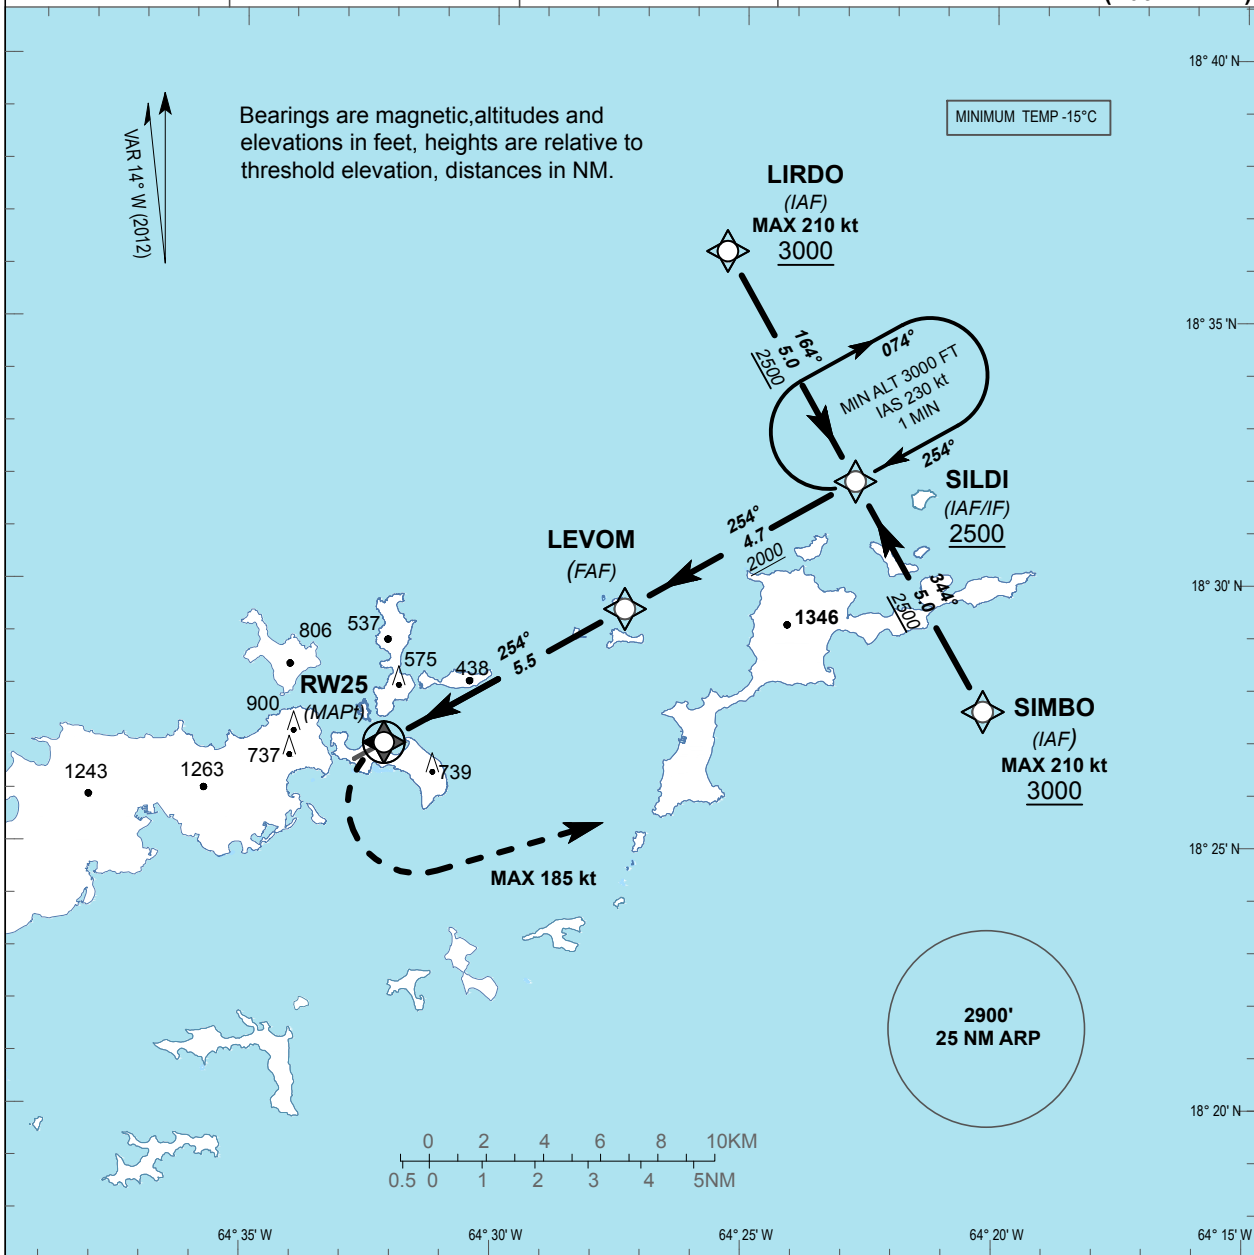 18° 40' N
Bearings are magnetic,altitudes and
elevations in feet, heights are relative to
threshold elevation, distances in NM.
MINIMUM TEMP -15°C
VAR 14° W (2012)
LIRDO
(IAF)
MAX 210 kt
3000
18° 35' N
164°
5.0
2500
074°
MIN ALT 3000 FT
IAS 230 kt
1 MIN
254°
SILDI
(IAF/IF)
2500
254°
4.7
2000
LEVOM
(FAF)
18° 30' N
344°
5.0
2500
1346
806
537
575
438
254°
5.5
RW25
(MAPt)
900
737
739
1243
1263
SIMBO
(IAF)
MAX 210 kt
3000
18° 25' N
MAX 185 kt
2900'
25 NM ARP
18° 20' N
0 2 4 6 8 10KM
0.5 0 1 2 3 4 5NM
64° 35' W
64° 30' W
64° 25' W
64° 20' W
64° 15' W